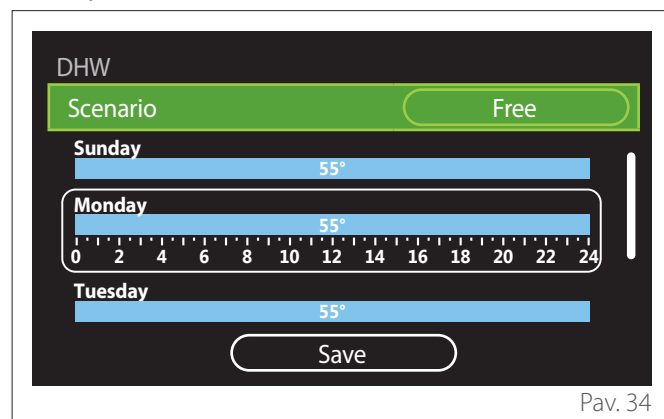 DHW
Scenario Free
Sunday
55°
Monday
55°
0 2 4 6 8 10 12 14 16 18 20 22 24
Tuesday
55°
Save
Pav. 34